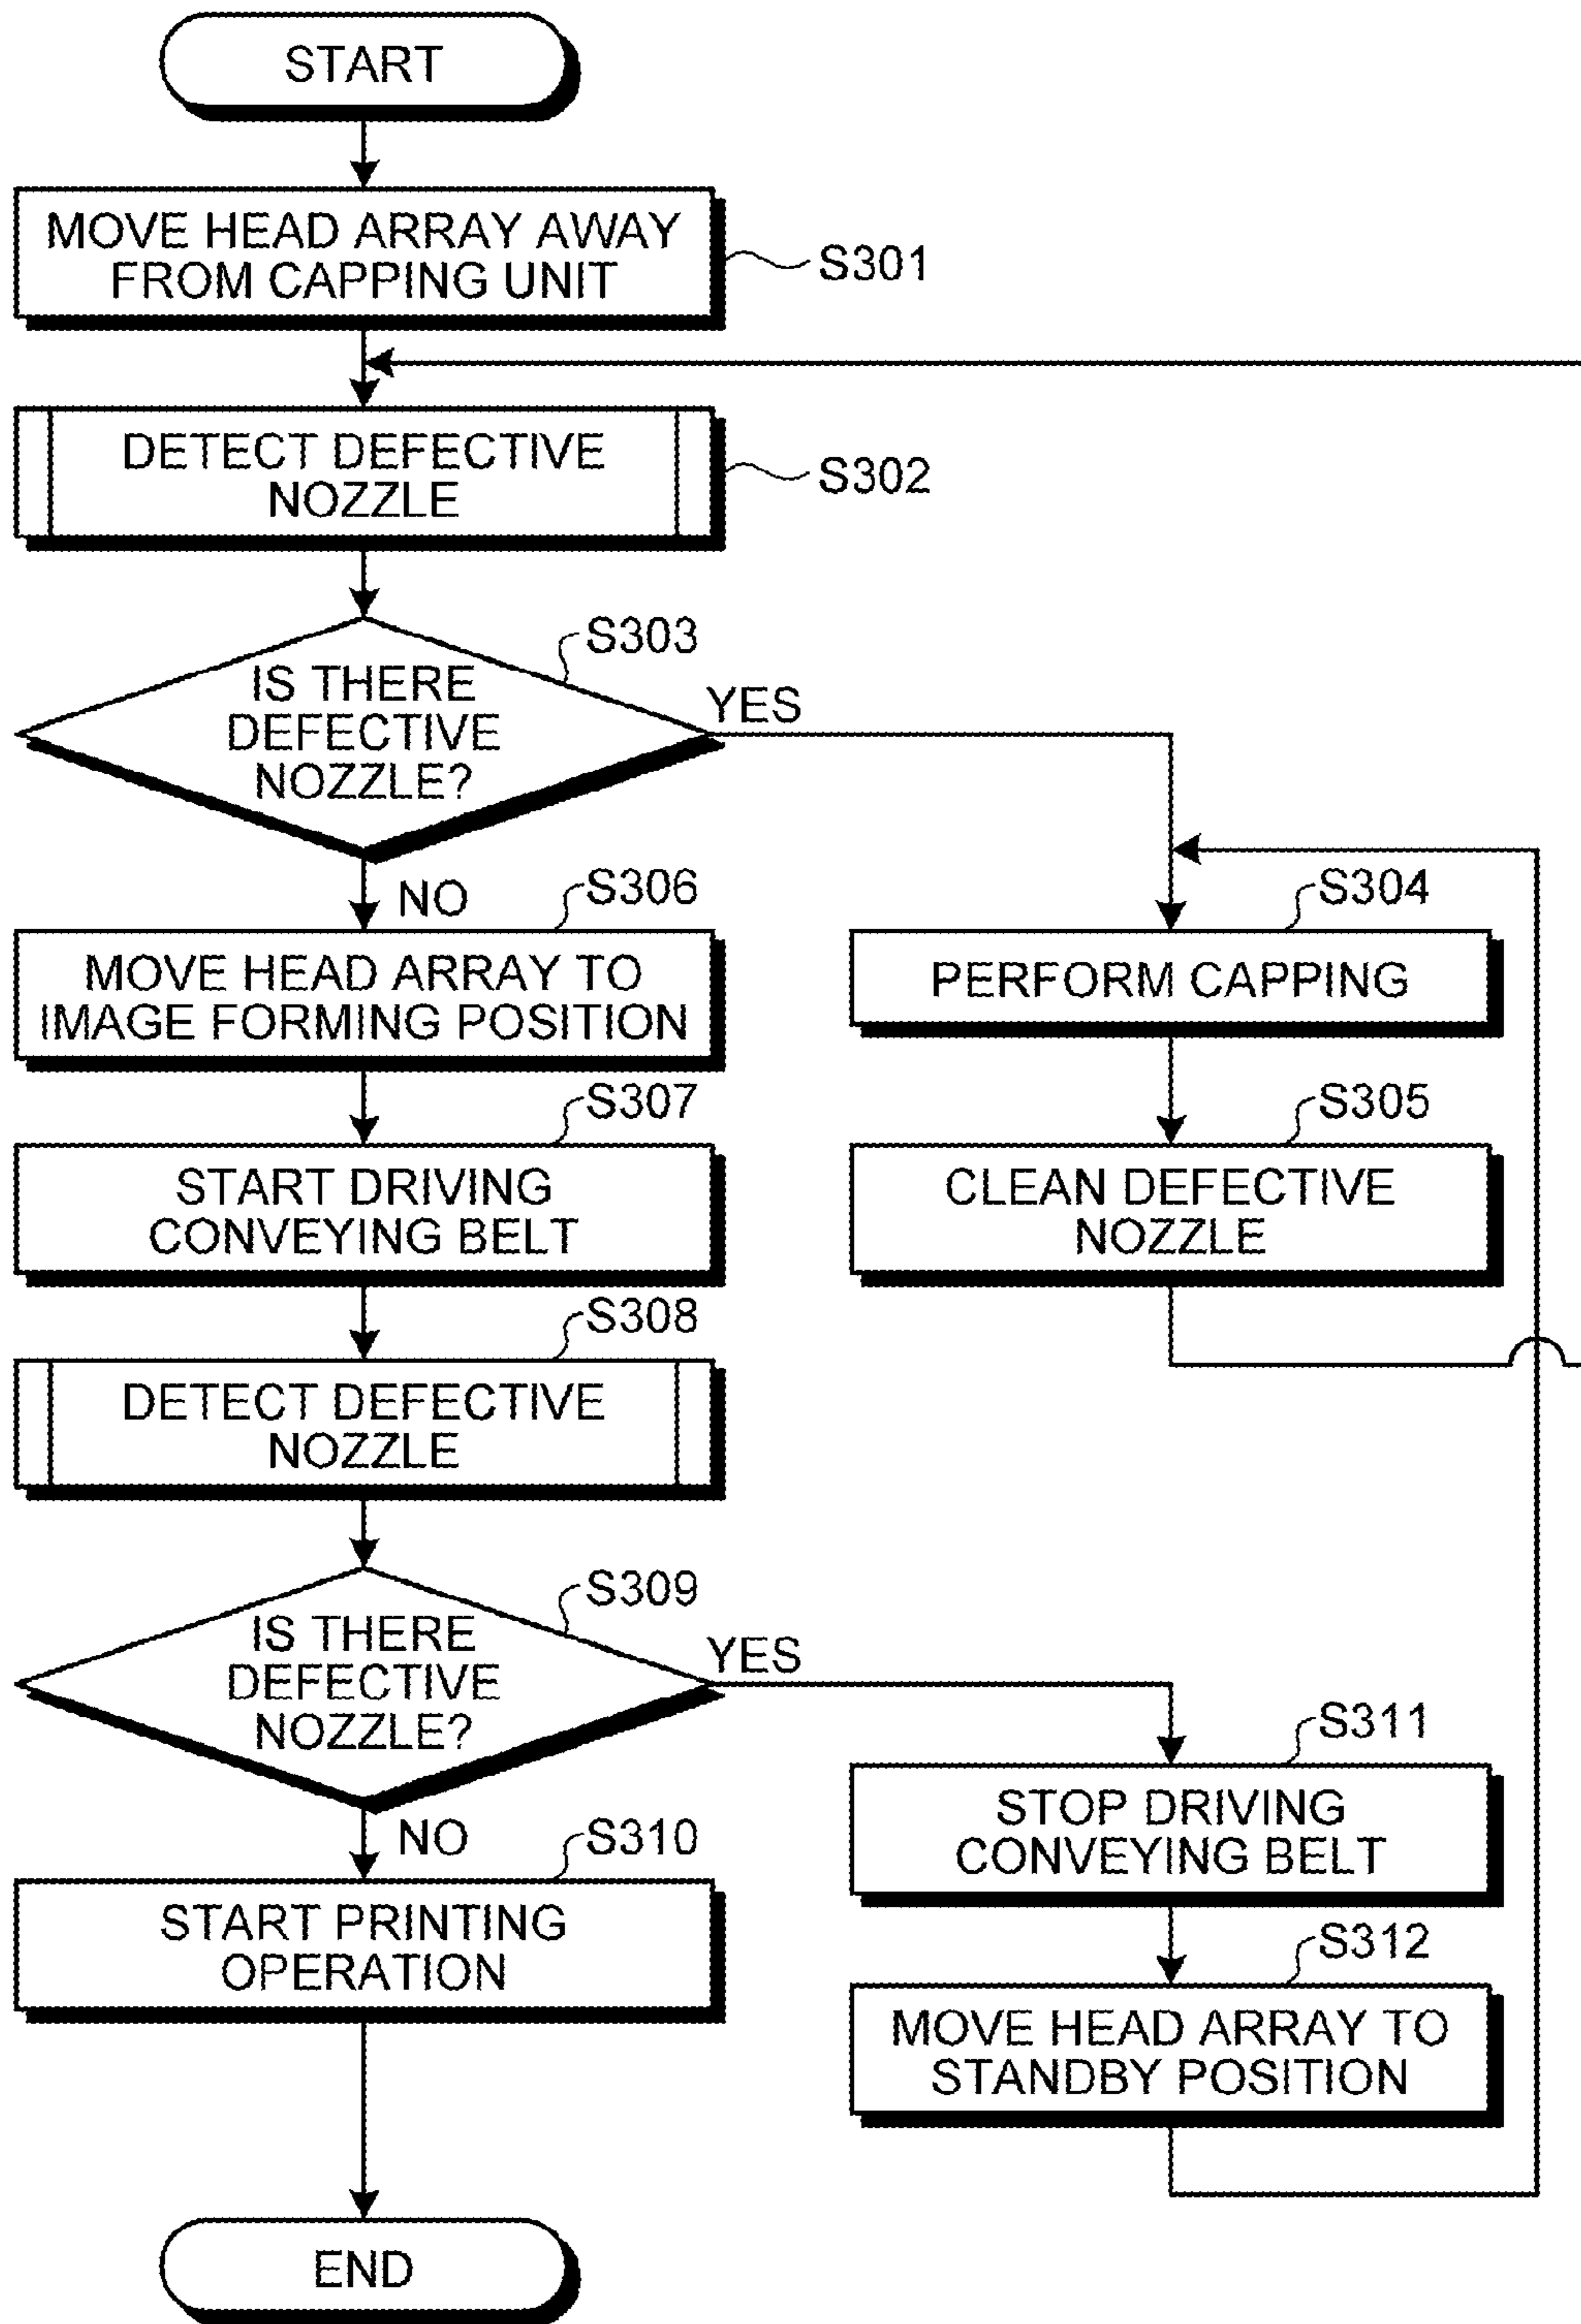 START
MOVE HEAD ARRAY AWAY
FROM CAPPING UNIT
S301
DETECT DEFECTIVE
NOZZLE
S302
S303
IS THERE
DEFECTIVE
NOZZLE?
YES
NO
S306
MOVE HEAD ARRAY TO
IMAGE FORMING POSITION
S304
PERFORM CAPPING
S307
START DRIVING
CONVEYING BELT
S305
CLEAN DEFECTIVE
NOZZLE
S308
DETECT DEFECTIVE
NOZZLE
S309
IS THERE
DEFECTIVE
NOZZLE?
YES
NO
S310
START PRINTING
OPERATION
S311
STOP DRIVING
CONVEYING BELT
S312
MOVE HEAD ARRAY TO
STANDBY POSITION
END